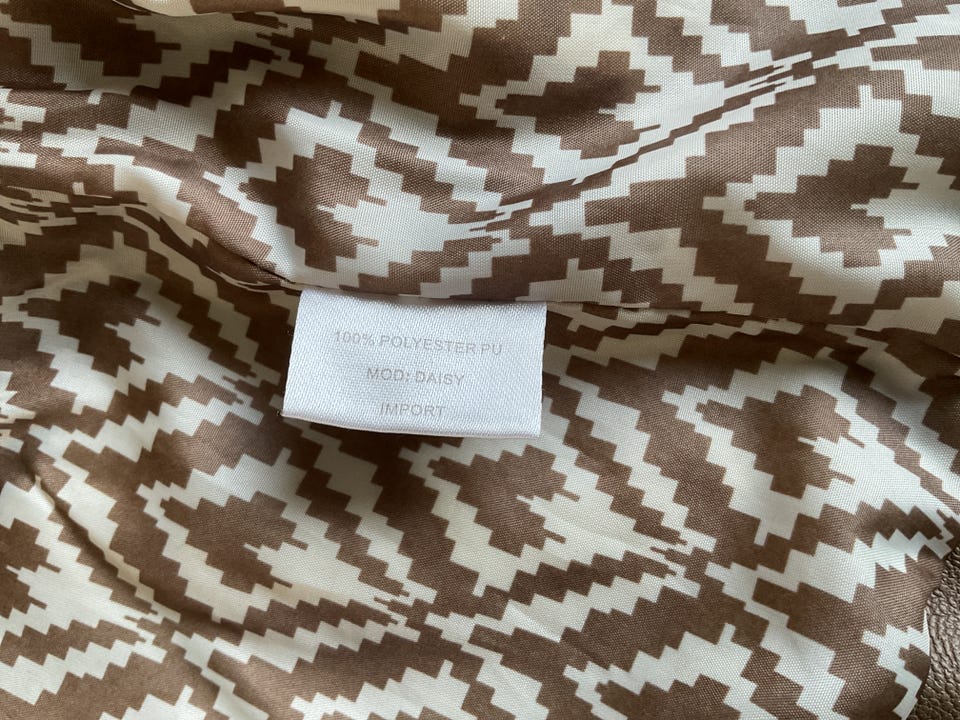 100% POLYESTER PU
MOD: DAISY
IMPORT